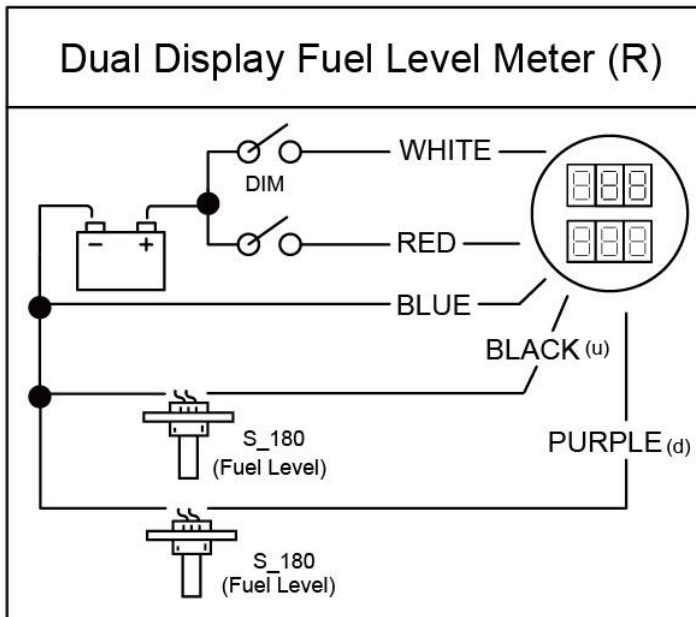 Dual Display Fuel Level Meter (R)
WHITE
DIM
RED
- +
BLUE
BLACK (u)
S_180
(Fuel Level)
PURPLE (d)
S_180
(Fuel Level)